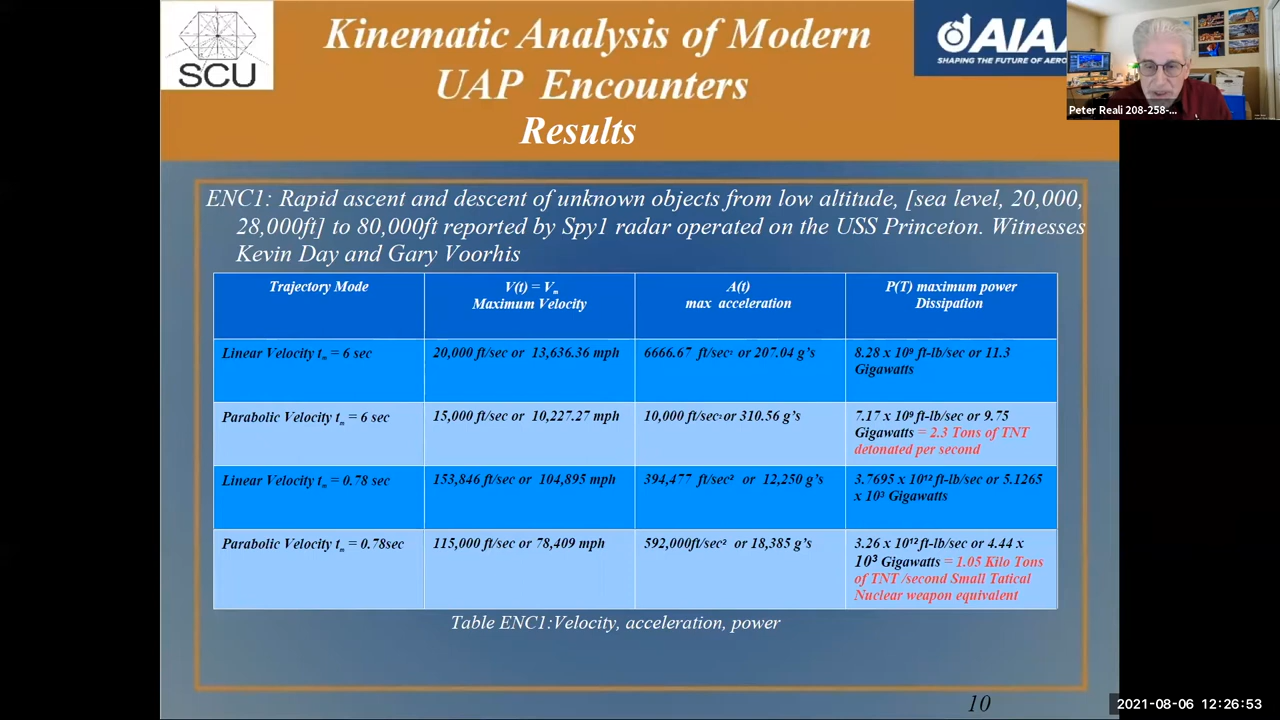 SCU
Kinematic Analysis of Modern
UAP Encounters
Results
AIAA
SHAPING THE FUTURE OF AERO
Peter Reali 208-258-...
ENC1: Rapid ascent and descent of unknown objects from low altitude, [sea level, 20,000,
28,000ft] to 80,000ft reported by Spy1 radar operated on the USS Princeton. Witnesses
Kevin Day and Gary Voorhis
Trajectory Mode
V(t) = Vm
Maximum Velocity
A(t)
max acceleration
P(T) maximum power
Dissipation
Linear Velocity tm = 6 sec
20,000 ft/sec or 13,636.36 mph
6666.67 ft/sec² or 207.04 g's
8.28 x 10⁹ ft-lb/sec or 11.3
Gigawatts
Parabolic Velocity tm = 6 sec
15,000 ft/sec or 10,227.27 mph
10,000 ft/sec² or 310.56 g's
7.17 x 10⁹ ft-lb/sec or 9.75
Gigawatts = 2.3 Tons of TNT
detonated per second
Linear Velocity tm = 0.78 sec
153,846 ft/sec or 104,895 mph
394,477 ft/sec² or 12,250 g's
3.7695 x 10¹² ft-lb/sec or 5.1265
x 10³ Gigawatts
Parabolic Velocity tm = 0.78sec
115,000 ft/sec or 78,409 mph
592,000ft/sec² or 18,385 g's
3.26 x 10¹² ft-lb/sec or 4.44 x
10³ Gigawatts = 1.05 Kilo Tons
of TNT /second Small Tatical
Nuclear weapon equivalent
Table ENC1:Velocity, acceleration, power
10
2021-08-06 12:26:53